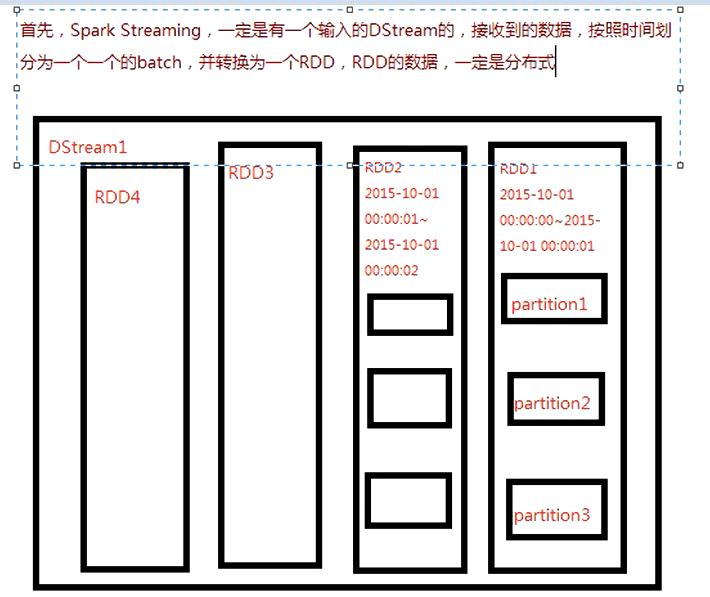 首先，Spark Streaming，一定是有一个输入的DStream的，接收到的数据，按照时间划
分为一个一个的batch，并转换为一个RDD，RDD的数据，一定是分布式
DStream1
RDD4
RDD3
RDD2
2015-10-01
00:00:01~
2015-10-01
00:00:02
RDD1
2015-10-01
00:00:00~2015-
10-01 00:00:01
partition1
partition2
partition3